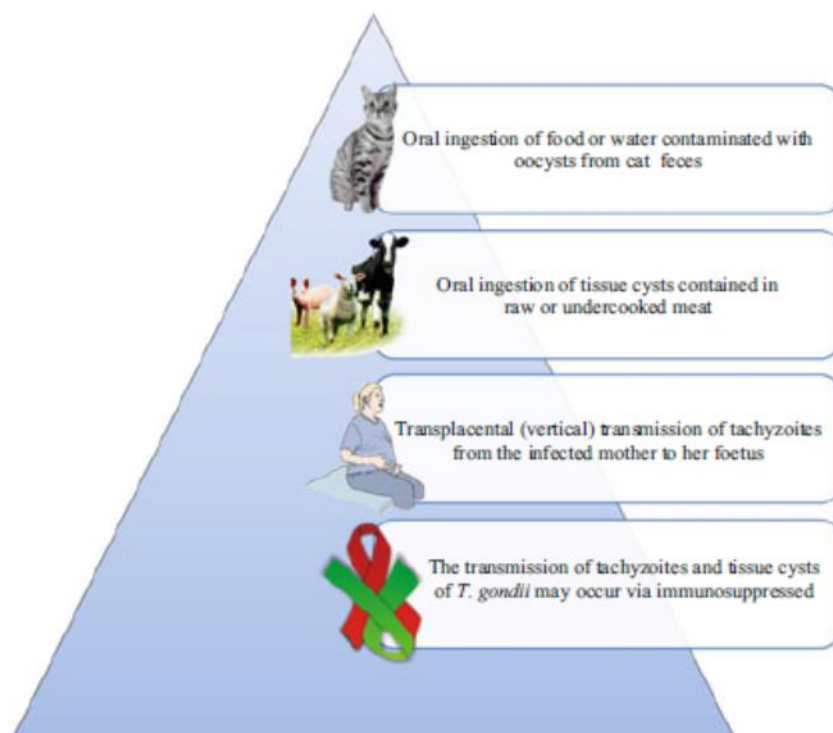 Oral ingestion of food or water contaminated with
oocysts from cat feces
Oral ingestion of tissue cysts contained in
raw or undercooked meat
Transplacental (vertical) transmission of tachyzoites
from the infected mother to her foetus
The transmission of tachyzoites and tissue cysts
of T. gondii may occur via immunosuppressed